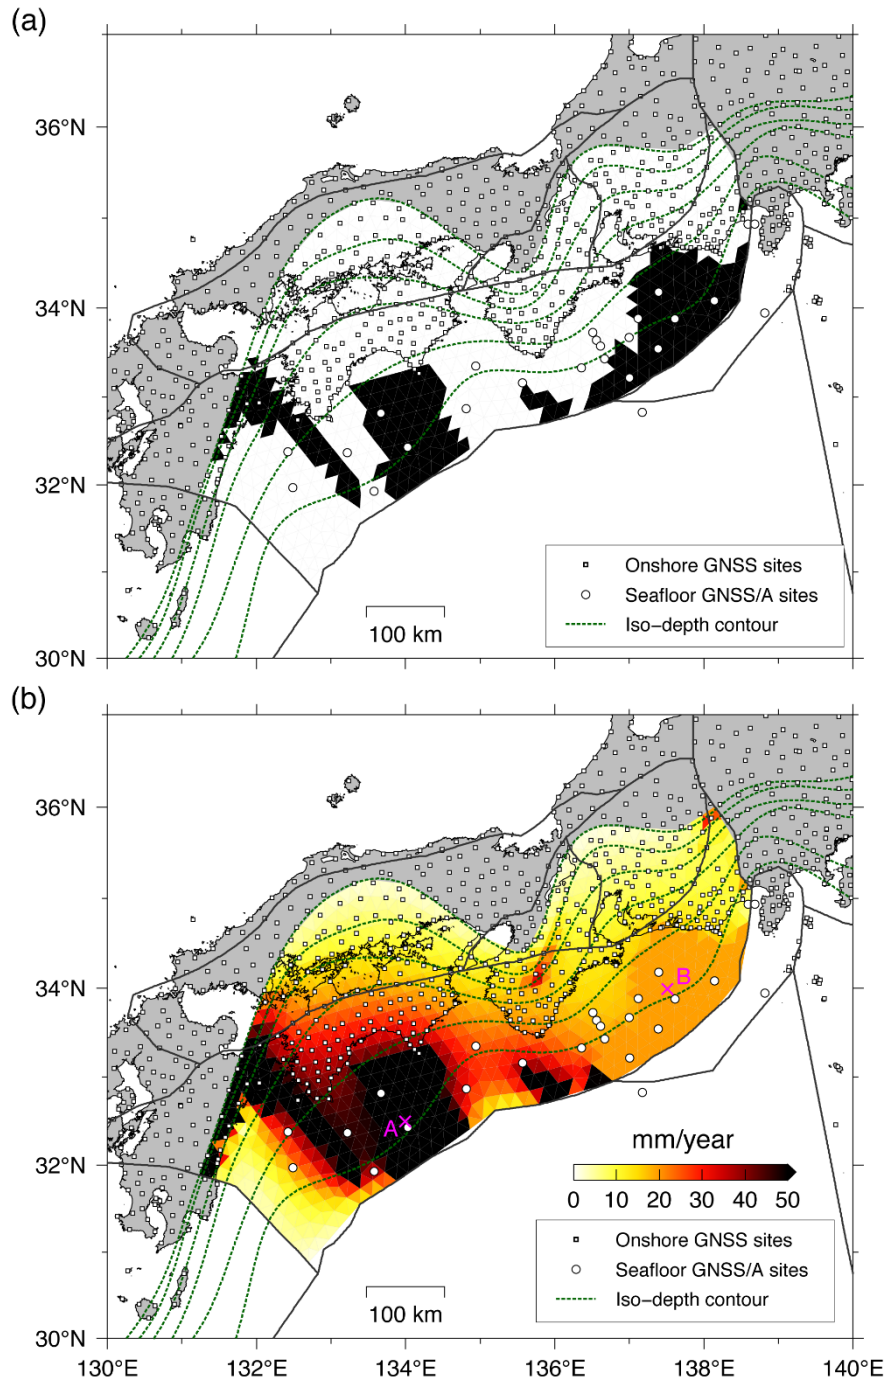 (a)
36°N
34°N
32°N
30°N
Onshore GNSS sites
Seafloor GNSS/A sites
Iso-depth contour
100 km
(b)
36°N
34°N
32°N
30°N
B
A
mm/year
0 10 20 30 40 50
Onshore GNSS sites
Seafloor GNSS/A sites
Iso-depth contour
100 km
130°E 132°E 134°E 136°E 138°E 140°E